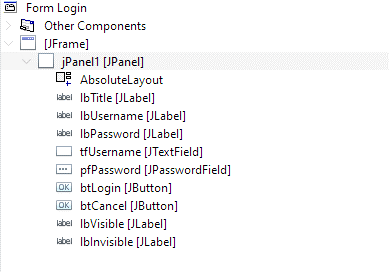 Form Login
Other Components
[JFrame]
jPanel1 [JPanel]
AbsoluteLayout
label lbTitle [JLabel]
label lbUsername [JLabel]
label lbPassword [JLabel]
tfUsername [JTextField]
pfPassword [JPasswordField]
OK btLogin [JButton]
OK btCancel [JButton]
label lbVisible [JLabel]
label lbInvisible [JLabel]